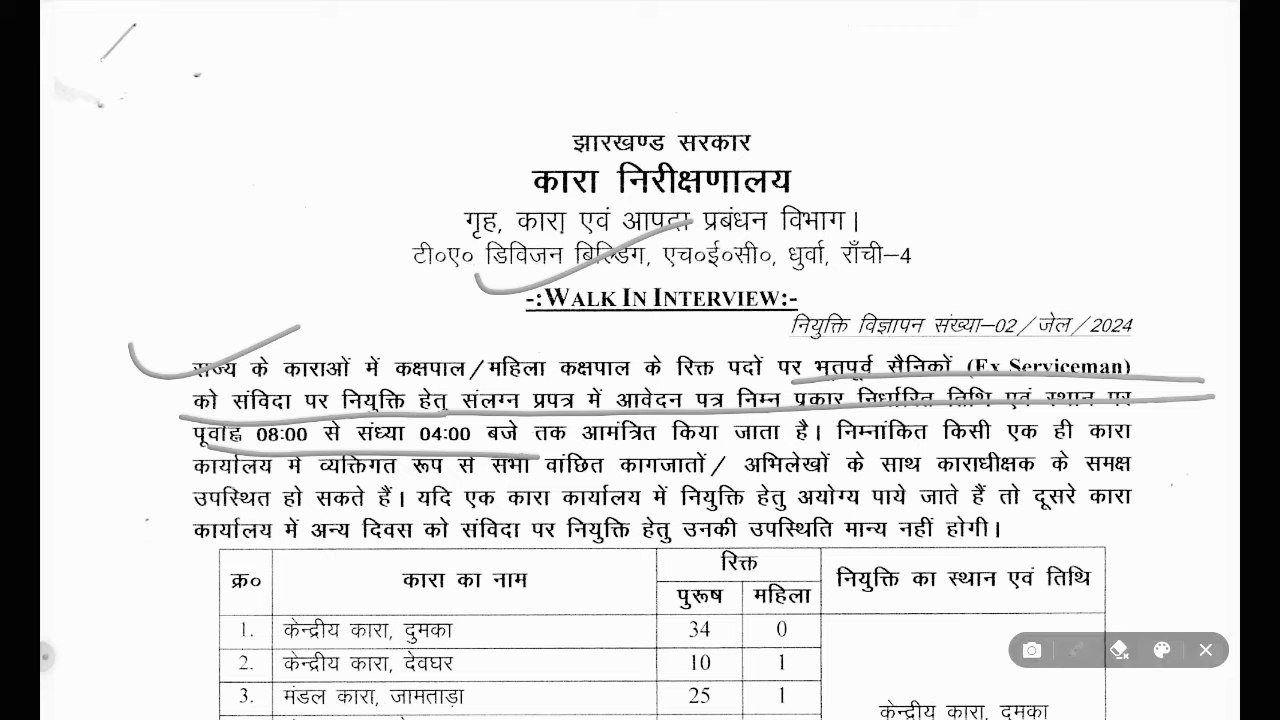 झारखण्ड सरकार
कारा निरीक्षणालय
गृह, कारा एवं आपदा प्रबंधन विभाग।
टी०ए० डिविजन बिल्डिंग, एच०ई०सी०, धुर्वा, राँची–4
-:WALK IN INTERVIEW:-
नियुक्ति विज्ञापन संख्या–02/जेल/2024
राज्य के काराओं में कक्षपाल/महिला कक्षपाल के रिक्त पदों पर भूतपूर्व सैनिकों (Ex Serviceman)
को संविदा पर नियुक्ति हेतु संलग्न प्रपत्र में आवेदन पत्र निम्न प्रकार निर्धारित तिथि एवं स्थान पर
पूर्वाह्न 08:00 से संध्या 04:00 बजे तक आमंत्रित किया जाता है। निम्नांकित किसी एक ही कारा
कार्यालय में व्यक्तिगत रूप से सभी वांछित कागजातों/ अभिलेखों के साथ काराधीक्षक के समक्ष
उपस्थित हो सकते हैं। यदि एक कारा कार्यालय में नियुक्ति हेतु अयोग्य पाये जाते हैं तो दूसरे कारा
कार्यालय में अन्य दिवस को संविदा पर नियुक्ति हेतु उनकी उपस्थिति मान्य नहीं होगी।
क्र० कारा का नाम रिक्त नियुक्ति का स्थान एवं तिथि
पुरूष महिला
1. केन्द्रीय कारा, दुमका 34 0
2. केन्द्रीय कारा, देवघर 10 1
3. मंडल कारा, जामताड़ा 25 1
केन्द्रीय कारा, दुमका